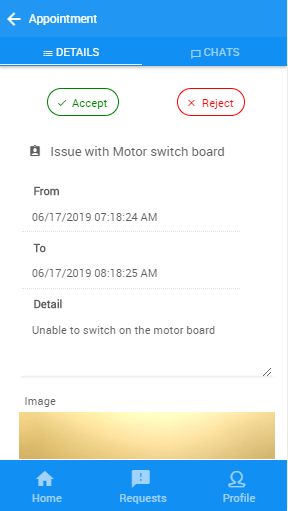 Appointment
DETAILS CHATS
Accept Reject
Issue with Motor switch board
From
06/17/2019 07:18:24 AM
To
06/17/2019 08:18:25 AM
Detail
Unable to switch on the motor board
Image
Home Requests Profile